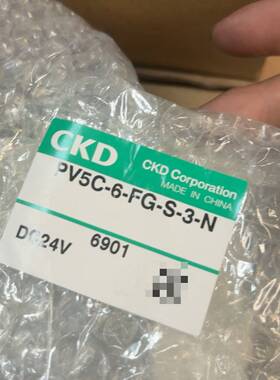 CKD
CKD Corporation
MADE IN CHINA
PV5C-6-FG-S-3-N
DC24V 6901